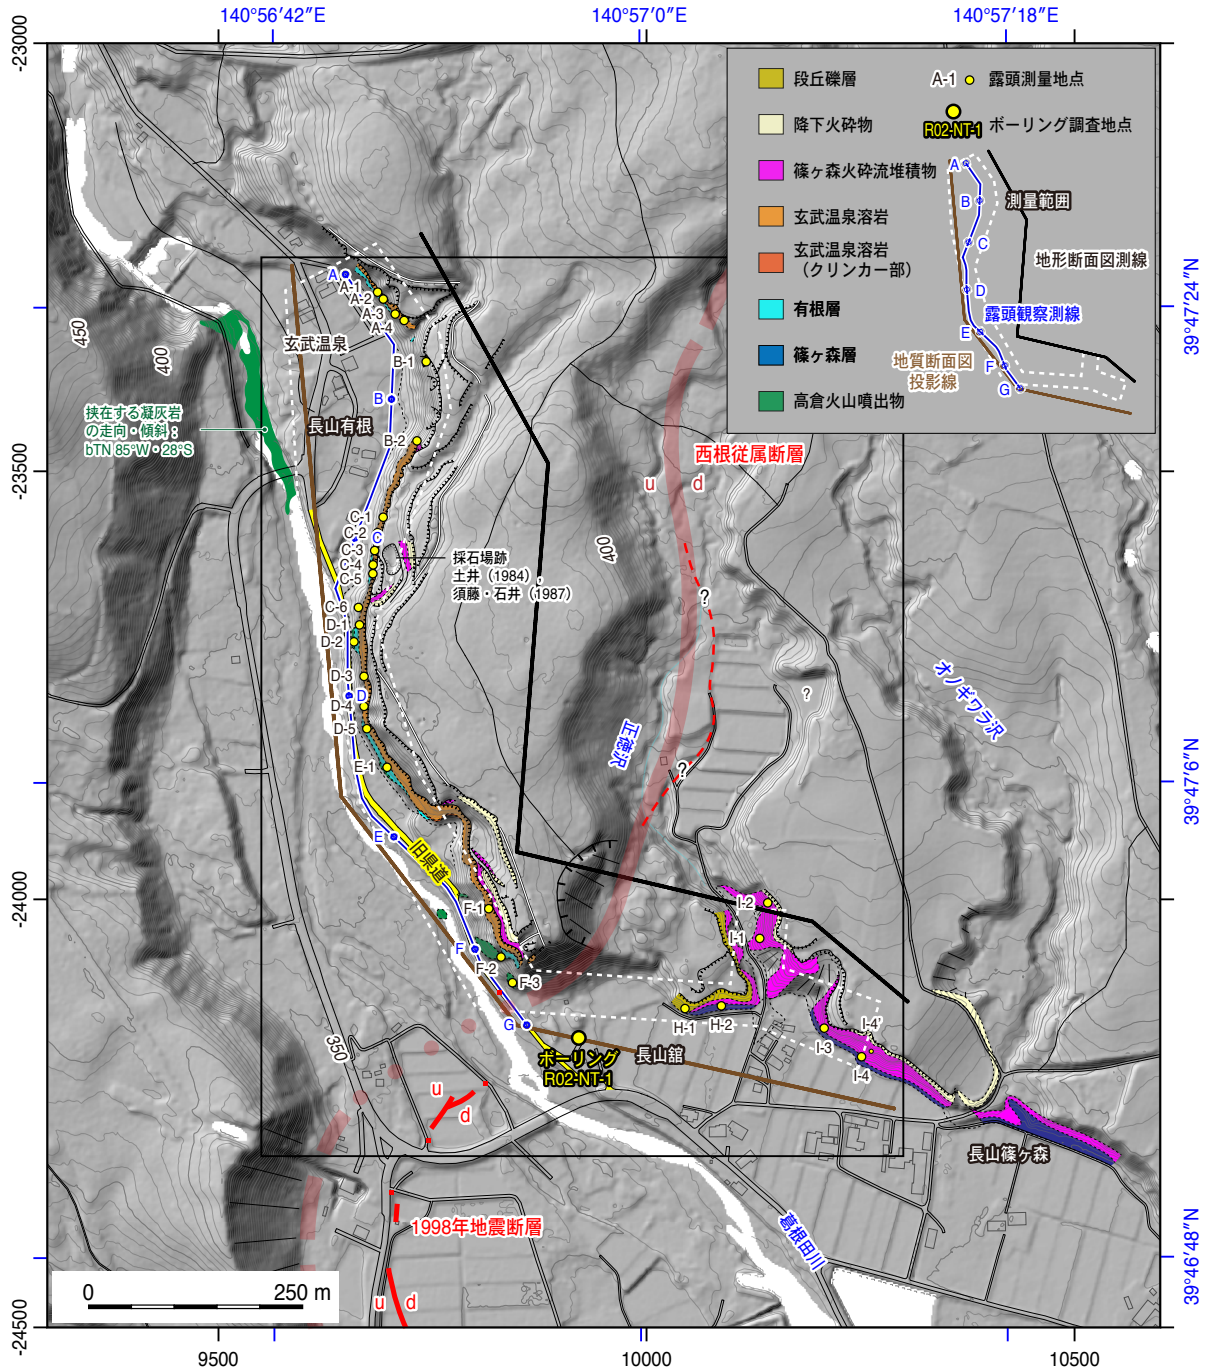 140°56′42″E
140°57′0″E
140°57′18″E
-23000
-23500
-24000
-24500
9500
10000
10500
39°47′24″N
39°47′6″N
39°46′48″N
段丘礫層
降下火砕物
篠ヶ森火砕流堆積物
玄武温泉溶岩
玄武温泉溶岩
（クリンカー部）
有根層
篠ヶ森層
高倉火山噴出物
A-1
露頭測量地点
R02-NT-1
ボーリング調査地点
A
B
C
D
E
F
G
測量範囲
地形断面図測線
露頭観察測線
地質断面図
投影線
450
400
玄武温泉
長山有根
挟在する凝灰岩
の走向・傾斜：
bTN 85°W・28°S
A
A-1
A-2
A-3
A-4
B-1
B
B-2
C-1
C-2
C
C-3
C-4
C-5
C-6
D-1
D-2
D-3
D
D-4
D-5
E-1
E
旧県道
F-1
F
F-2
F-3
G
採石場跡
土井（1984）,
須藤・石井（1987）
400
西根従属断層
u
d
?
?
?
正徳沢
オノギワラ沢
I-2
I-1
H-1
H-2
I-3
I-4'
I-4
ボーリング
R02-NT-1
長山舘
長山篠ヶ森
350
u
d
1998年地震断層
u
d
葛根田川
0
250 m